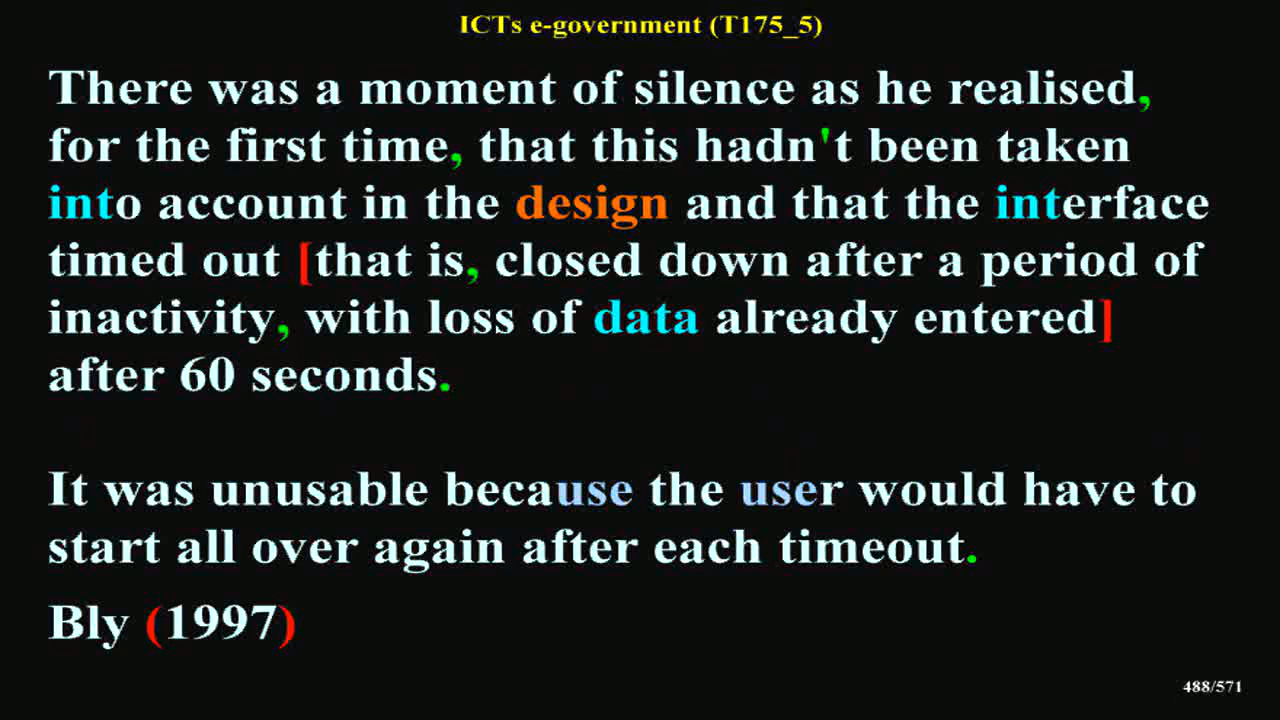 ICTs e-government (T175_5)
There was a moment of silence as he realised,
for the first time, that this hadn't been taken
into account in the design and that the interface
timed out [that is, closed down after a period of
inactivity, with loss of data already entered]
after 60 seconds.
It was unusable because the user would have to
start all over again after each timeout.
Bly (1997)
488/571